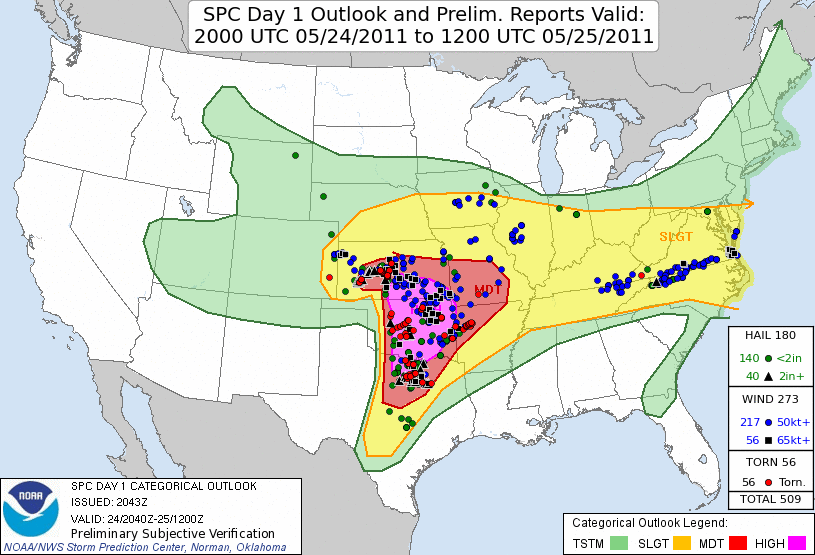 SPC Day 1 Outlook and Prelim. Reports Valid:
2000 UTC 05/24/2011 to 1200 UTC 05/25/2011
SLGT
MDT
HAIL 180
140 <2in
40 2in+
WIND 273
217 50kt+
56 65kt+
TORN 56
56 Torn.
TOTAL 509
NOAA
SPC DAY 1 CATEGORICAL OUTLOOK
ISSUED: 2043Z
VALID: 24/2040Z-25/1200Z
Preliminary Subjective Verification
NOAA/NWS Storm Prediction Center, Norman, Oklahoma
Categorical Outlook Legend:
TSTM SLGT MDT HIGH